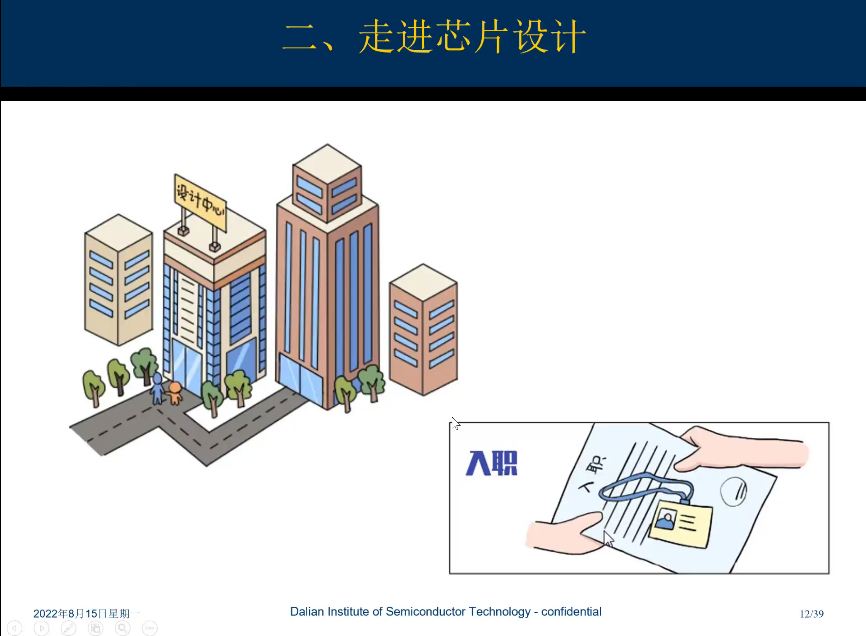 二、走进芯片设计
设计中心
入职
入职
2022年8月15日星期一
Dalian Institute of Semiconductor Technology - confidential
12/39